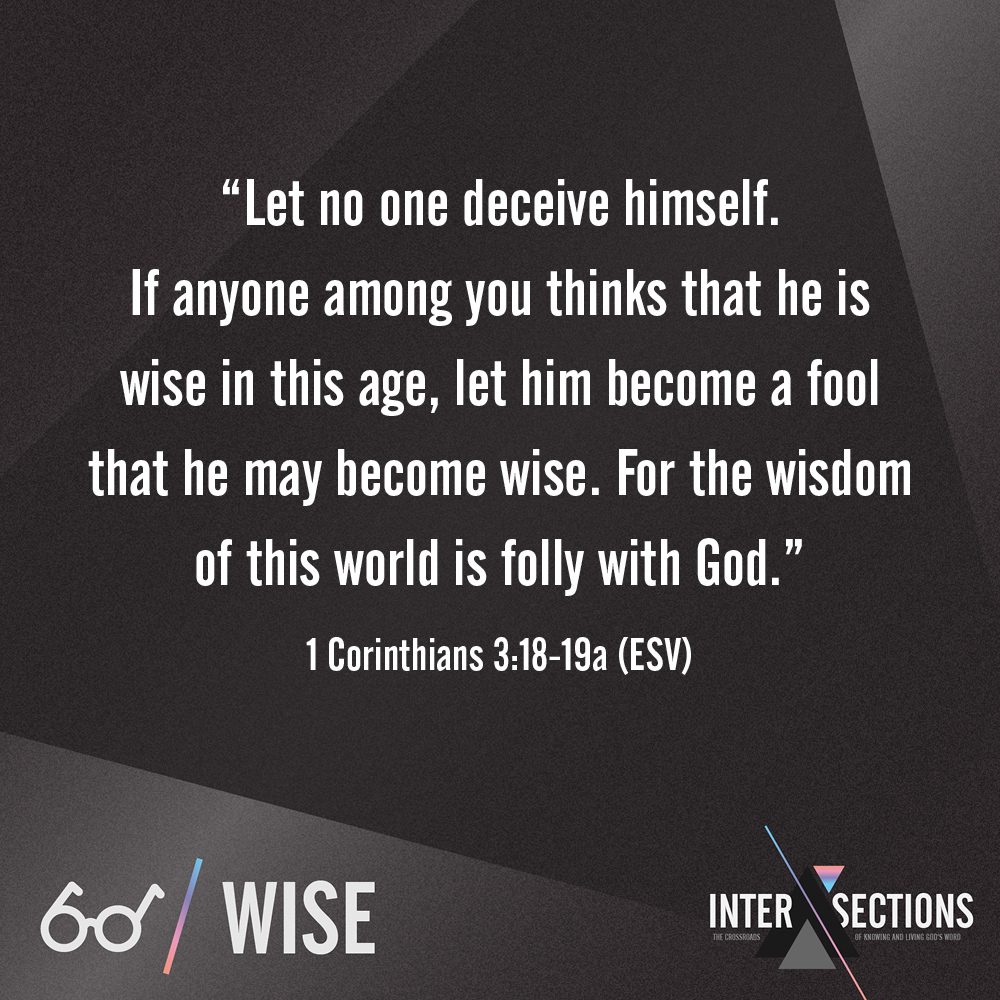 “Let no one deceive himself.
If anyone among you thinks that he is
wise in this age, let him become a fool
that he may become wise. For the wisdom
of this world is folly with God.”
1 Corinthians 3:18-19a (ESV)
WISE
INTER SECTIONS
THE CROSSROADS OF KNOWING AND LIVING GOD'S WORD